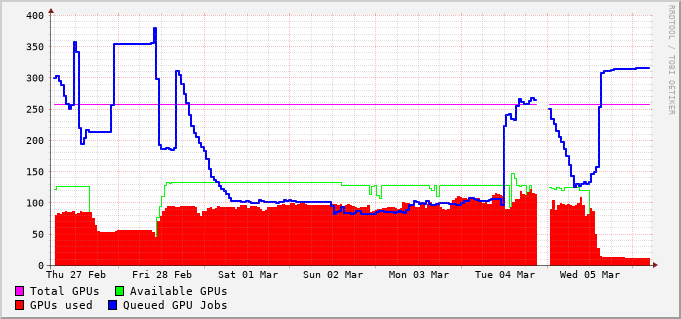 400
350
300
250
200
150
100
50
0
Thu 27 Feb Fri 28 Feb Sat 01 Mar Sun 02 Mar Mon 03 Mar Tue 04 Mar Wed 05 Mar
Total GPUs Available GPUs
GPUs used Queued GPU Jobs
RRDTOOL / TOBI OETIKER